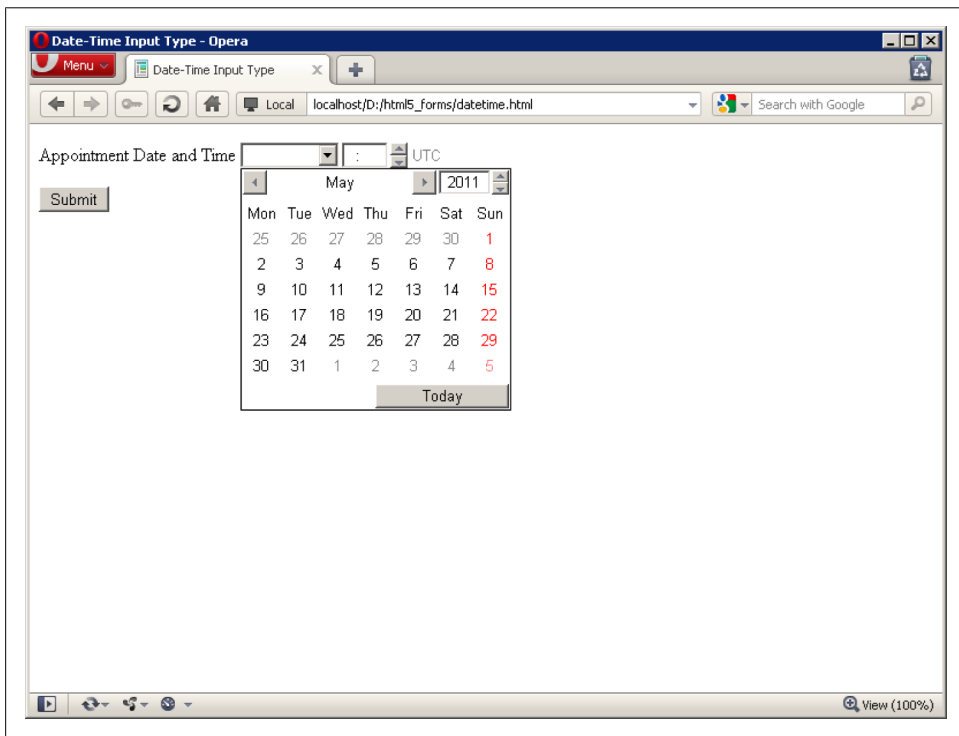 Date-Time Input Type - Opera
Menu
Date-Time Input Type
Local localhost/D:/html5_forms/datetime.html
Search with Google
Appointment Date and Time : UTC
May 2011
Submit
Mon Tue Wed Thu Fri Sat Sun
25 26 27 28 29 30 1
2 3 4 5 6 7 8
9 10 11 12 13 14 15
16 17 18 19 20 21 22
23 24 25 26 27 28 29
30 31 1 2 3 4 5
Today
View (100%)